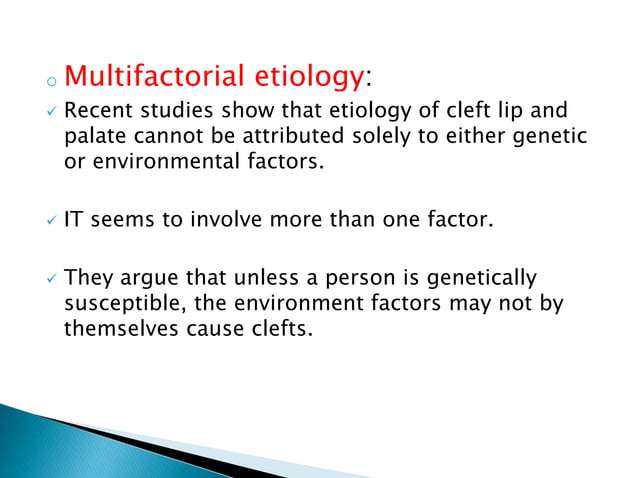 Multifactorial etiology:
Recent studies show that etiology of cleft lip and
palate cannot be attributed solely to either genetic
or environmental factors.
IT seems to involve more than one factor.
They argue that unless a person is genetically
susceptible, the environment factors may not by
themselves cause clefts.